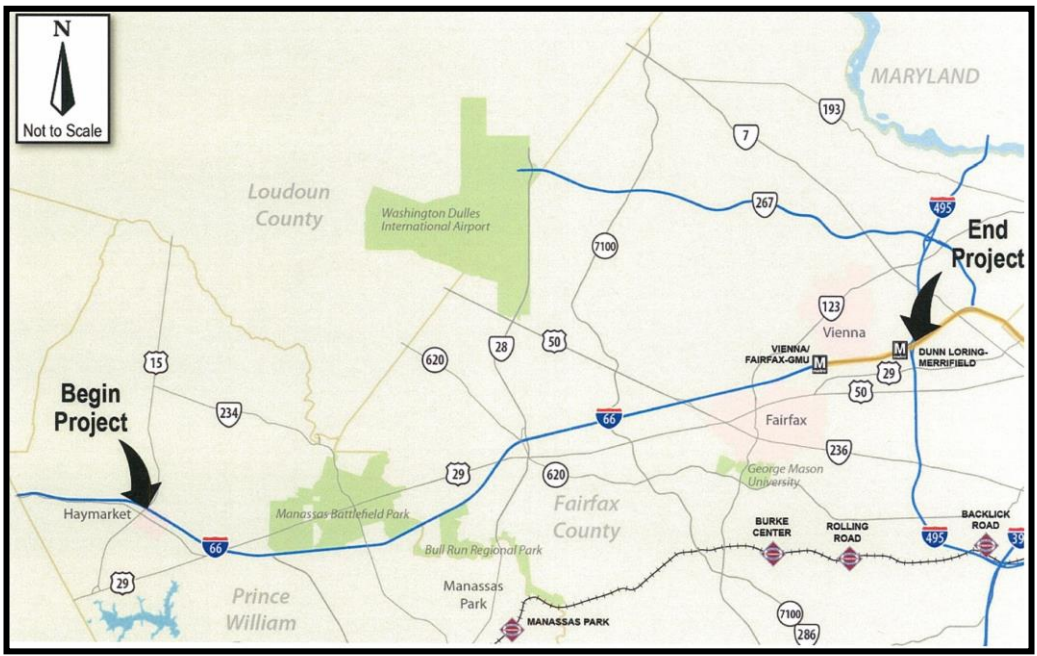 N
Not to Scale
MARYLAND
193
7
Loudoun
County
267
495
Washington Dulles
International Airport
End
Project
7100
123
Vienna
28
50
620
VIENNA/
FAIRFAX-GMU
M
M
DUNN LORING-
MERRIFIELD
29
50
15
Begin
Project
234
66
Fairfax
236
29
620
George Mason
University
Haymarket
Manassas Battlefield Park
Fairfax
County
66
Bull Run Regional Park
BURKE
CENTER
ROLLING
ROAD
BACKLICK
ROAD
495
39
29
Prince
William
Manassas
Park
MANASSAS PARK
7100
286